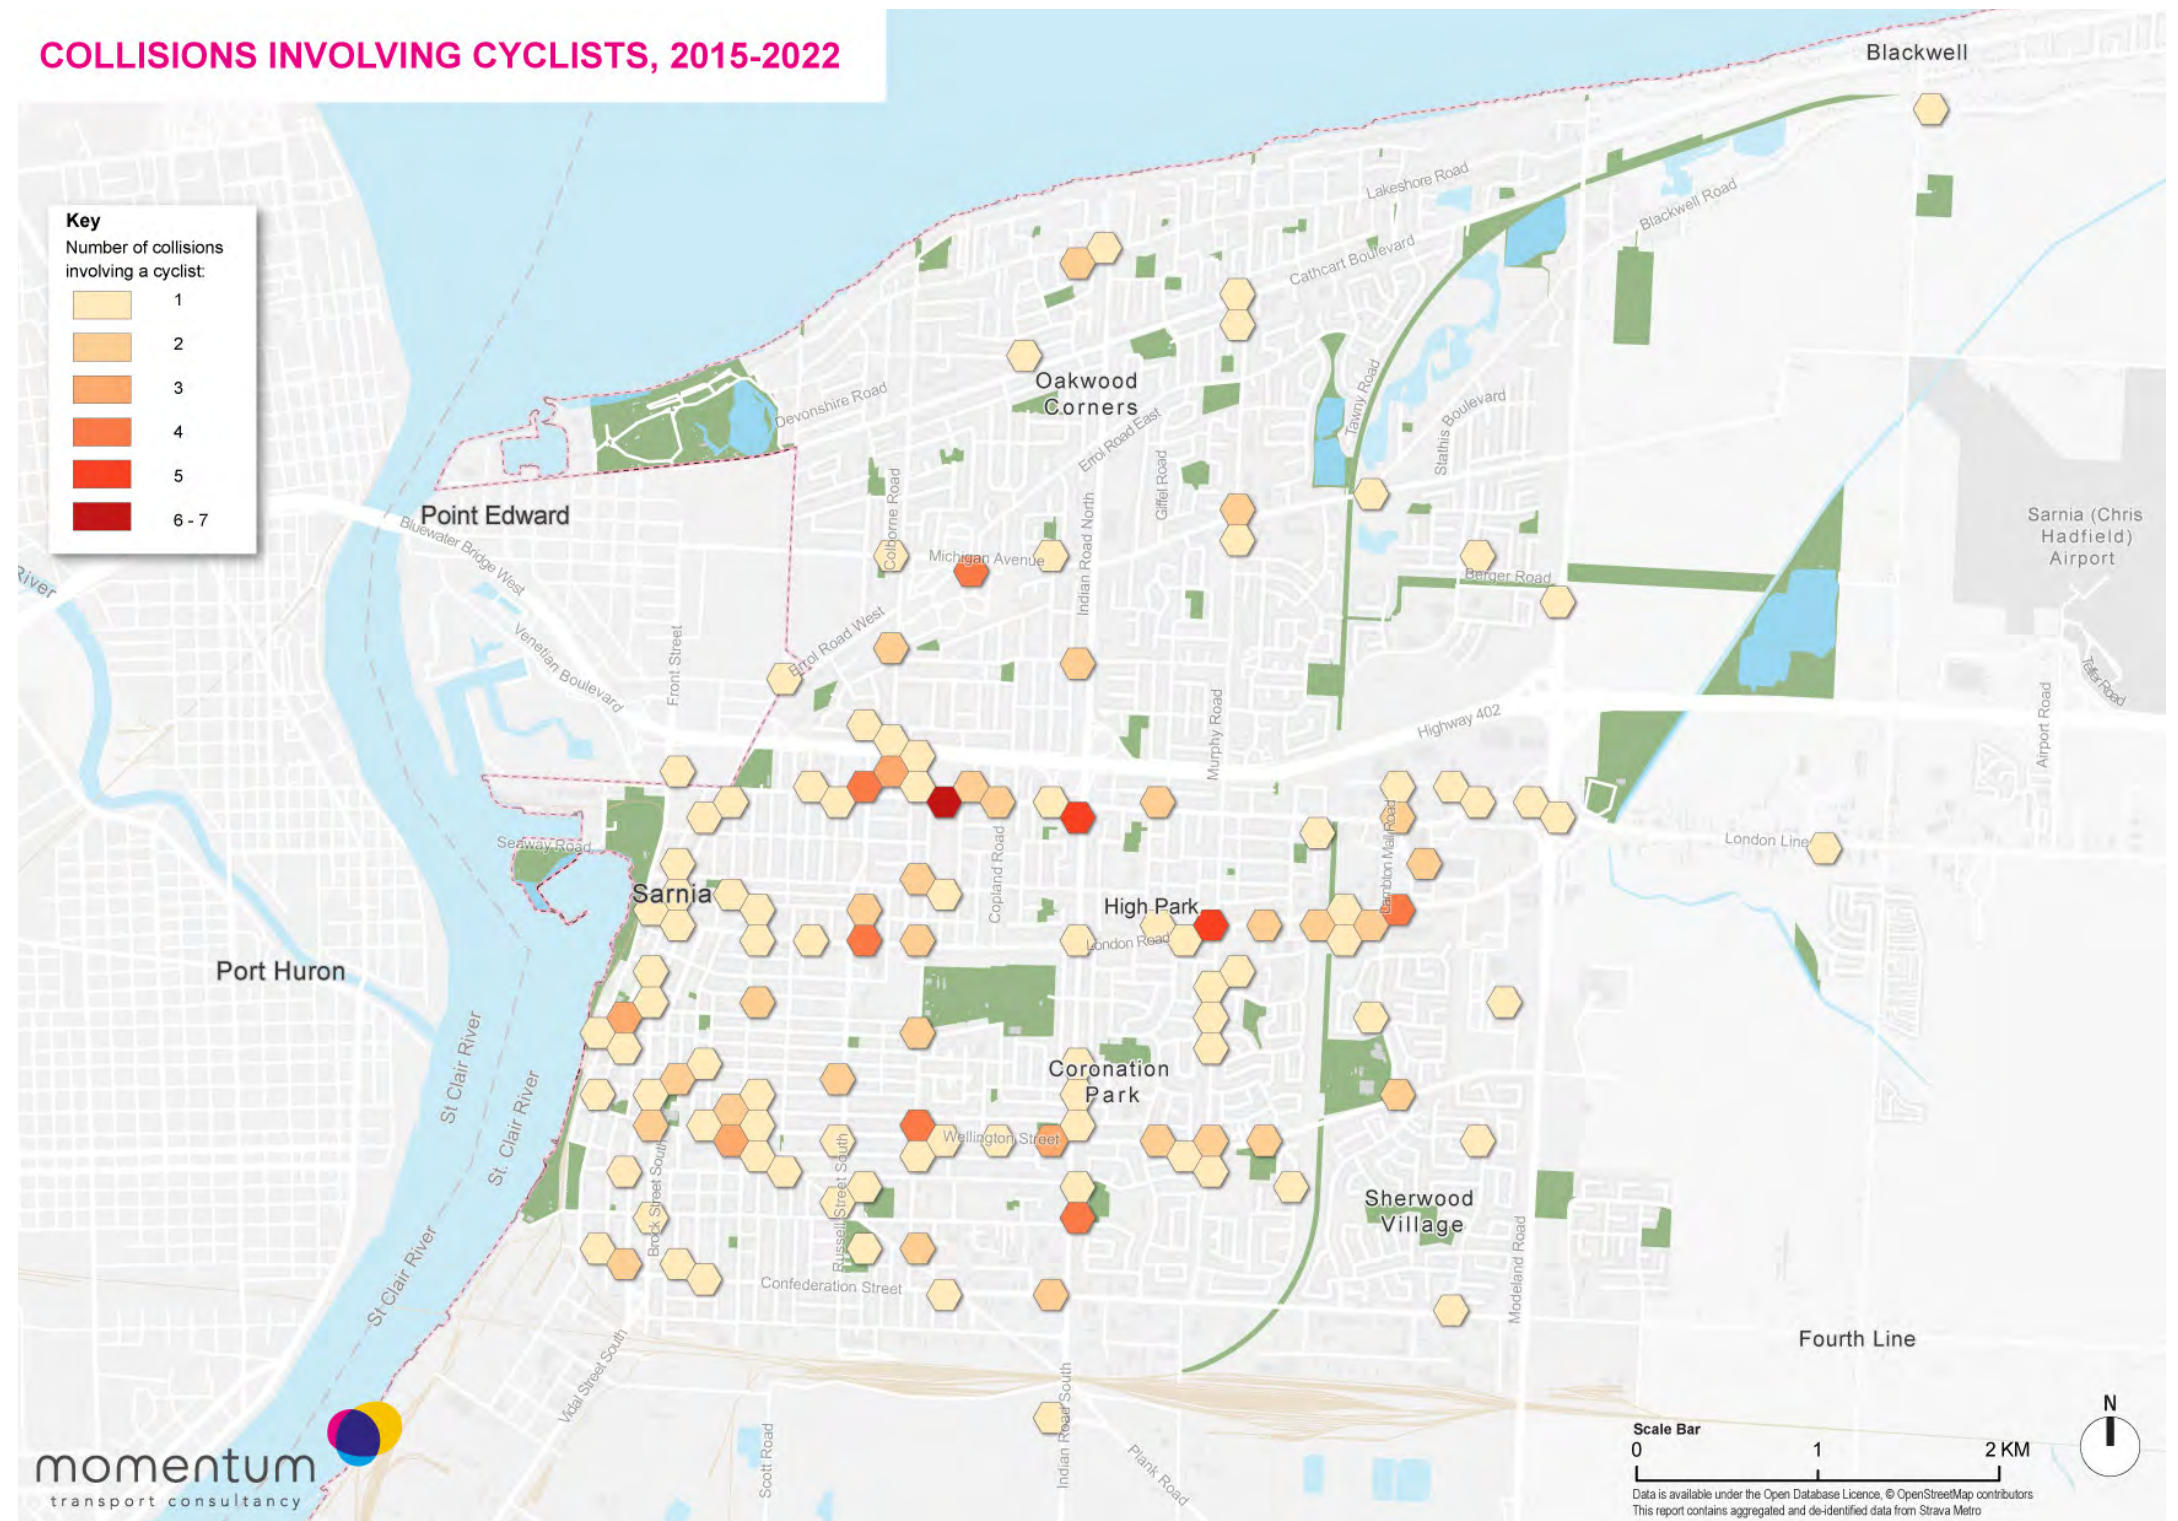 COLLISIONS INVOLVING CYCLISTS, 2015-2022
Blackwell
Key
Number of collisions
involving a cyclist:
1
2
3
4
5
6 - 7
Lakeshore Road
Blackwell Road
Cathcart Boulevard
Oakwood
Corners
Devonshire Road
Errol Road East
Tawny Road
Stathis Boulevard
Colborne Road
Giffel Road
Indian Road North
Point Edward
Bluewater Bridge West
Michigan Avenue
Berger Road
Sarnia (Chris
Hadfield)
Airport
River
Venetian Boulevard
Front Street
Errol Road West
Murphy Road
Highway 402
Telfer Road
Airport Road
Seaway Road
Sarnia
Copland Road
Lambton Mall Road
London Line
High Park
London Road
Port Huron
St Clair River
St. Clair River
St Clair River
Coronation
Park
Wellington Street
Brock Street South
Russell Street South
Sherwood
Village
Modeland Road
Confederation Street
Fourth Line
Vidal Street South
Scott Road
Indian Road South
Plank Road
momentum
transport consultancy
N
Scale Bar
0 1 2 KM
Data is available under the Open Database Licence, © OpenStreetMap contributors
This report contains aggregated and de-identified data from Strava Metro